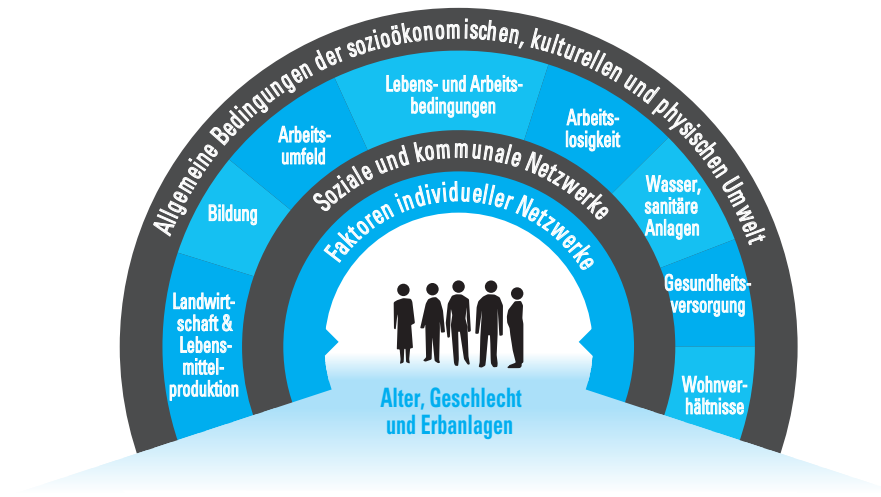 Allgemeine Bedingungen der sozioökonomischen, kulturellen und physischen Umwelt
Landwirt-
schaft &
Lebens-
mittel-
produktion
Bildung
Arbeits-
umfeld
Lebens- und Arbeits-
bedingungen
Arbeits-
losigkeit
Wasser,
sanitäre
Anlagen
Gesundheits-
versorgung
Wohnver-
hältnisse
Soziale und kommunale Netzwerke
Faktoren individueller Netzwerke
Alter, Geschlecht
und Erbanlagen